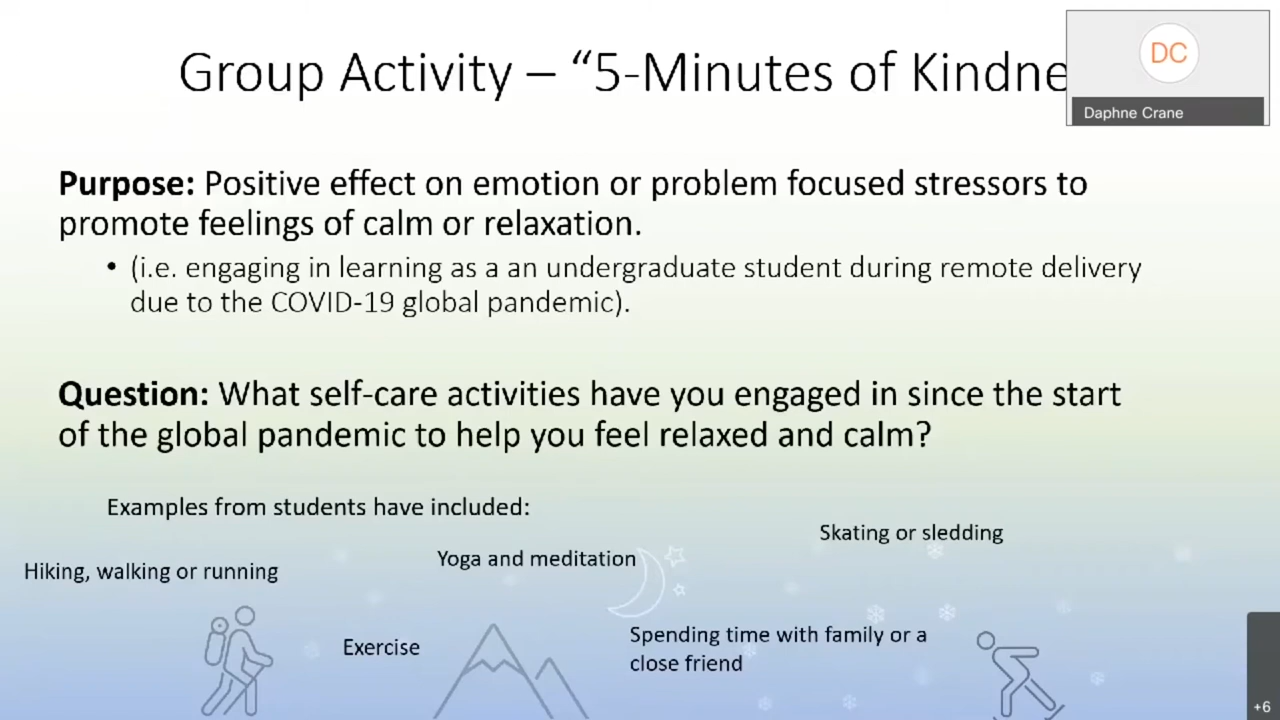 Group Activity – “5-Minutes of Kindne
DC
Daphne Crane
Purpose: Positive effect on emotion or problem focused stressors to
promote feelings of calm or relaxation.
• (i.e. engaging in learning as a an undergraduate student during remote delivery
due to the COVID-19 global pandemic).
Question: What self-care activities have you engaged in since the start
of the global pandemic to help you feel relaxed and calm?
Examples from students have included:
Skating or sledding
Yoga and meditation
Hiking, walking or running
Spending time with family or a
close friend
Exercise
+6